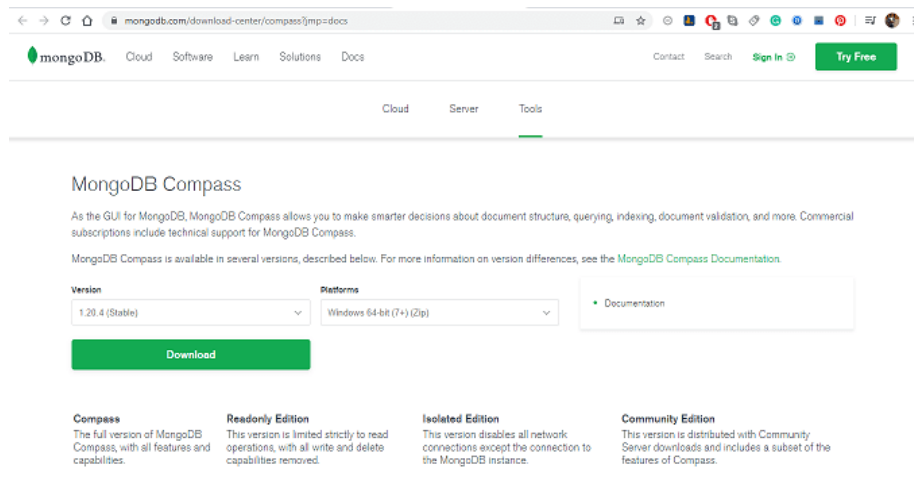 mongodb.com/download-center/compass?jmp=docs
mongoDB. Cloud Software Learn Solutions Docs Contact Search Sign In Try Free
Cloud Server Tools
MongoDB Compass
As the GUI for MongoDB, MongoDB Compass allows you to make smarter decisions about document structure, querying, indexing, document validation, and more. Commercial
subscriptions include technical support for MongoDB Compass.
MongoDB Compass is available in several versions, described below. For more information on version differences, see the MongoDB Compass Documentation.
Version Platforms
1.20.4 (Stable) Windows 64-bit (7+) (Zip) • Documentation
Download
Compass
The full version of MongoDB
Compass, with all features and
capabilities.
Readonly Edition
This version is limited strictly to read
operations, with all write and delete
capabilities removed.
Isolated Edition
This version disables all network
connections except the connection to
the MongoDB instance.
Community Edition
This version is distributed with Community
Server downloads and includes a subset of the
features of Compass.